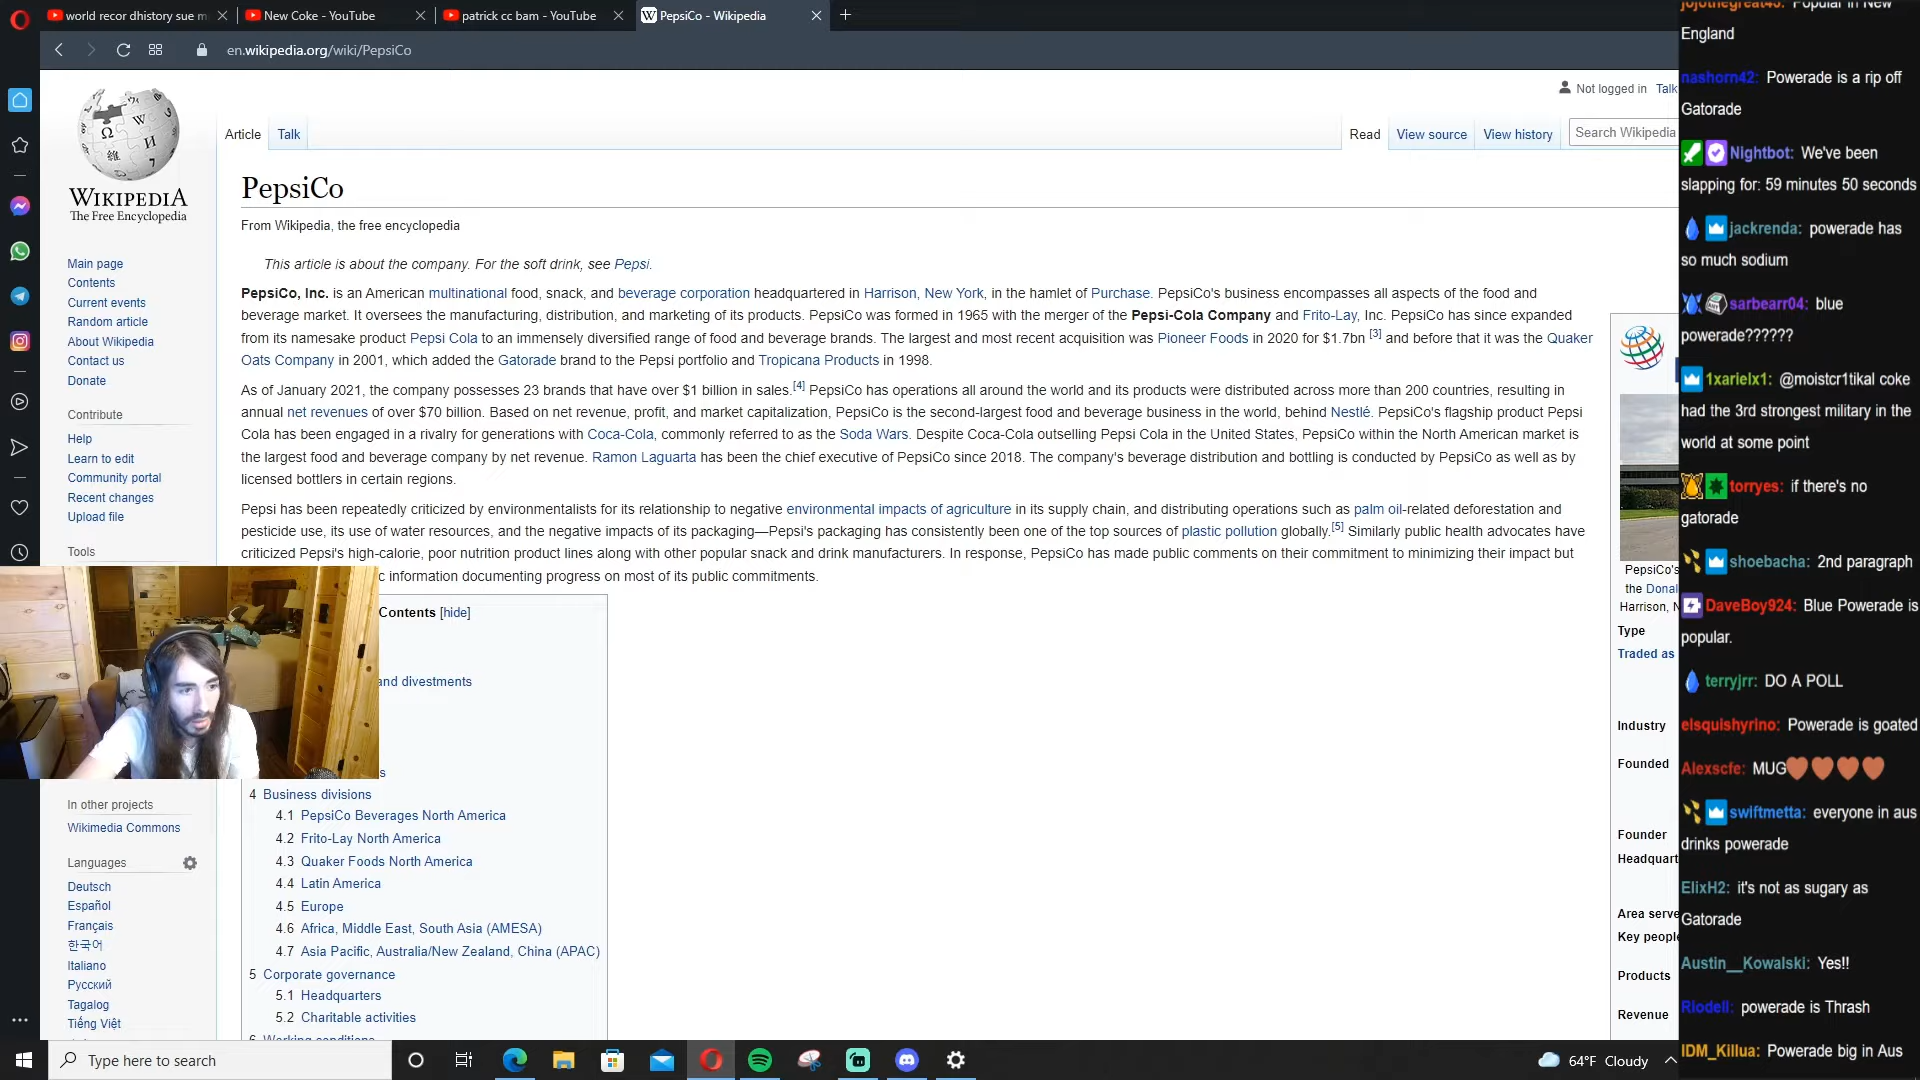 world recor dhistory sue m
New Coke - YouTube
patrick cc bam - YouTube
PepsiCo - Wikipedia
en.wikipedia.org/wiki/PepsiCo
WIKIPEDIA
The Free Encyclopedia
Main page
Contents
Current events
Random article
About Wikipedia
Contact us
Donate
Contribute
Help
Learn to edit
Community portal
Recent changes
Upload file
Tools
In other projects
Wikimedia Commons
Languages
Deutsch
Español
Français
한국어
Italiano
Русский
Tagalog
Tiếng Việt
Not logged in Talk
Article Talk
Read View source View history Search Wikipedia
PepsiCo
From Wikipedia, the free encyclopedia
This article is about the company. For the soft drink, see Pepsi.
PepsiCo, Inc. is an American multinational food, snack, and beverage corporation headquartered in Harrison, New York, in the hamlet of Purchase. PepsiCo's business encompasses all aspects of the food and
beverage market. It oversees the manufacturing, distribution, and marketing of its products. PepsiCo was formed in 1965 with the merger of the Pepsi-Cola Company and Frito-Lay, Inc. PepsiCo has since expanded
from its namesake product Pepsi Cola to an immensely diversified range of food and beverage brands. The largest and most recent acquisition was Pioneer Foods in 2020 for $1.7bn [3] and before that it was the Quaker
Oats Company in 2001, which added the Gatorade brand to the Pepsi portfolio and Tropicana Products in 1998.
As of January 2021, the company possesses 23 brands that have over $1 billion in sales.[4] PepsiCo has operations all around the world and its products were distributed across more than 200 countries, resulting in
annual net revenues of over $70 billion. Based on net revenue, profit, and market capitalization, PepsiCo is the second-largest food and beverage business in the world, behind Nestlé. PepsiCo's flagship product Pepsi
Cola has been engaged in a rivalry for generations with Coca-Cola, commonly referred to as the Soda Wars. Despite Coca-Cola outselling Pepsi Cola in the United States, PepsiCo within the North American market is
the largest food and beverage company by net revenue. Ramon Laguarta has been the chief executive of PepsiCo since 2018. The company's beverage distribution and bottling is conducted by PepsiCo as well as by
licensed bottlers in certain regions.
Pepsi has been repeatedly criticized by environmentalists for its relationship to negative environmental impacts of agriculture in its supply chain, and distributing operations such as palm oil-related deforestation and
pesticide use, its use of water resources, and the negative impacts of its packaging—Pepsi's packaging has consistently been one of the top sources of plastic pollution globally.[5] Similarly public health advocates have
criticized Pepsi's high-calorie, poor nutrition product lines along with other popular snack and drink manufacturers. In response, PepsiCo has made public comments on their commitment to minimizing their impact but
c information documenting progress on most of its public commitments.
Contents [hide]
and divestments
s
4 Business divisions
4.1 PepsiCo Beverages North America
4.2 Frito-Lay North America
4.3 Quaker Foods North America
4.4 Latin America
4.5 Europe
4.6 Africa, Middle East, South Asia (AMESA)
4.7 Asia Pacific, Australia/New Zealand, China (APAC)
5 Corporate governance
5.1 Headquarters
5.2 Charitable activities
6 Working conditions
PepsiCo's
the Donal
Harrison, N
Type
Traded as
Industry
Founded
Founder
Headquart
Area serve
Key people
Products
Revenue
jojothegreat45: Popular in New
England
nashorn42: Powerade is a rip off
Gatorade
Nightbot: We've been
slapping for: 59 minutes 50 seconds
jackrenda: powerade has
so much sodium
sarbearr04: blue
powerade??????
1xarielx1: @moistcr1tikal coke
had the 3rd strongest military in the
world at some point
torryes: if there's no
gatorade
shoebacha: 2nd paragraph
DaveBoy924: Blue Powerade is
popular.
terryjrr: DO A POLL
elsquishyrino: Powerade is goated
Alexscfe: MUG
swiftmetta: everyone in aus
drinks powerade
ElixH2: it's not as sugary as
Gatorade
Austin__Kowalski: Yes!!
Riodell: powerade is Thrash
IDM_Killua: Powerade big in Aus
Type here to search
64°F Cloudy